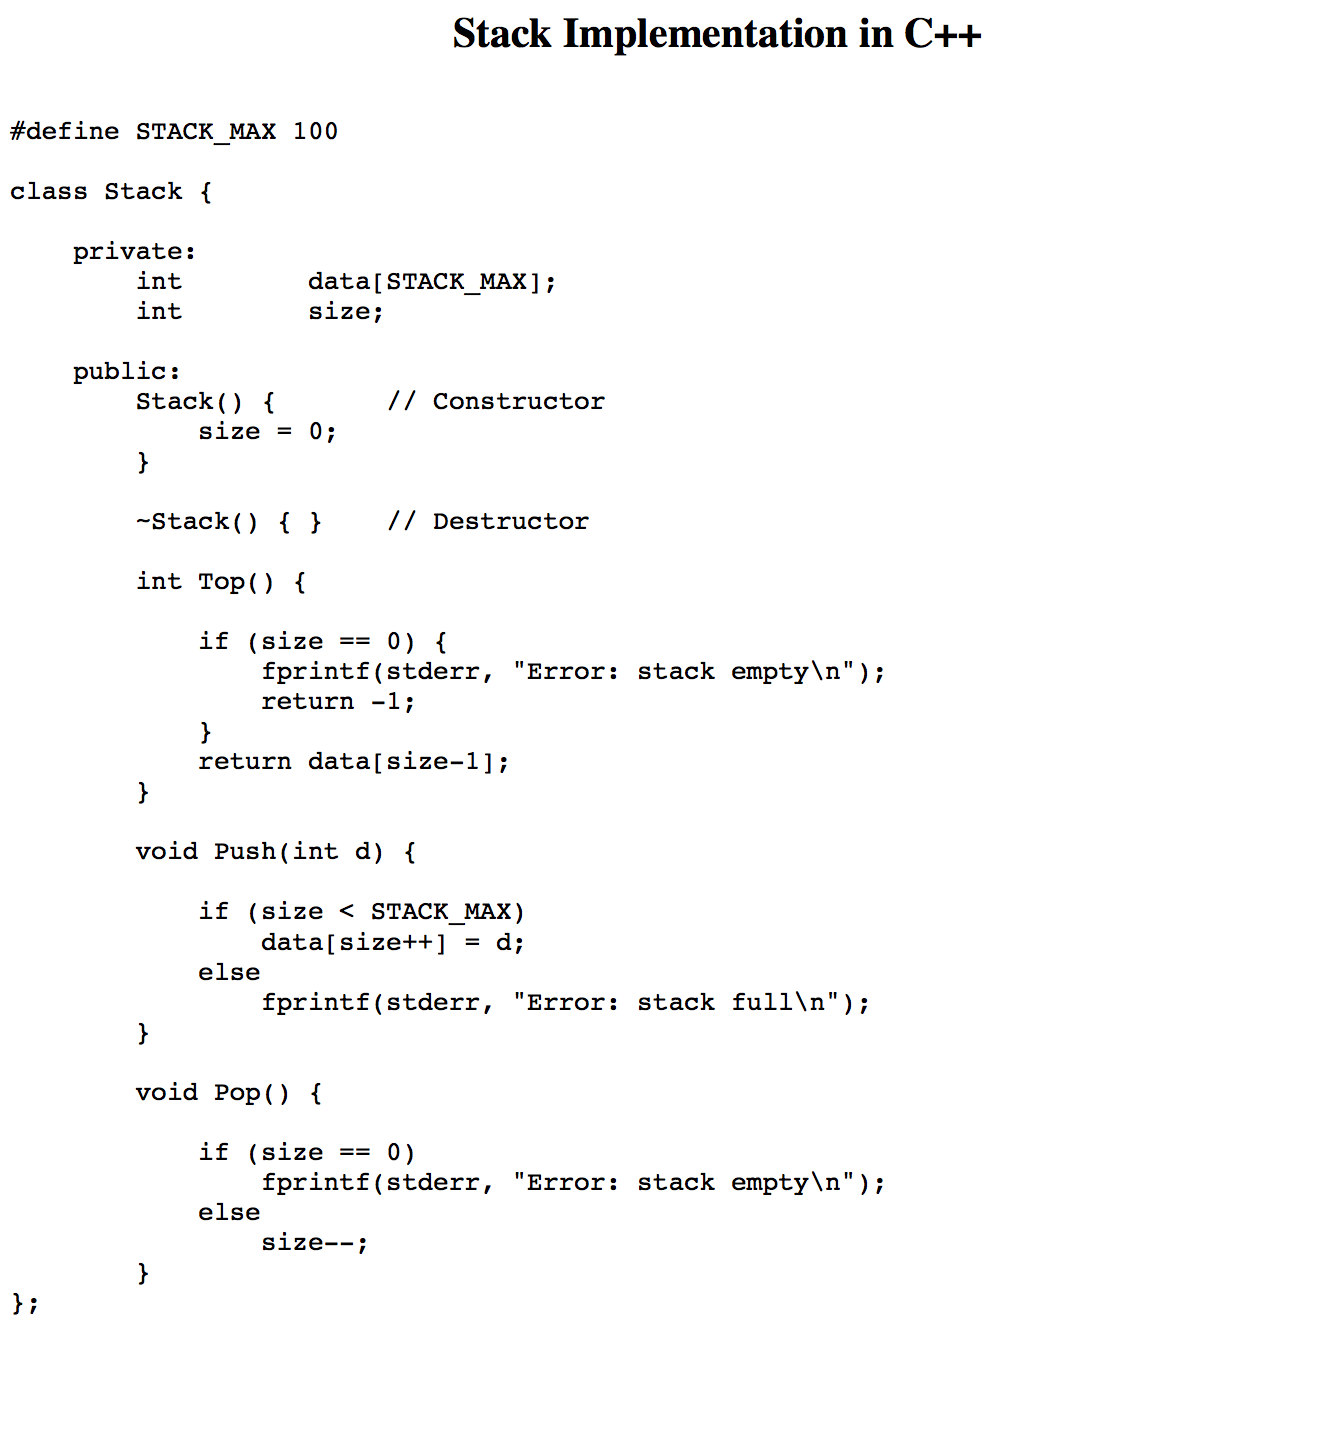 Stack Implementation in C++
#define STACK_MAX 100
class Stack {
    private:
        int        data[STACK_MAX];
        int        size;
    public:
        Stack() {       // Constructor
            size = 0;
        }
        ~Stack() { }    // Destructor
        int Top() {
            if (size == 0) {
                fprintf(stderr, "Error: stack empty\n");
                return -1;
            }
            return data[size-1];
        }
        void Push(int d) {
            if (size < STACK_MAX)
                data[size++] = d;
            else
                fprintf(stderr, "Error: stack full\n");
        }
        void Pop() {
            if (size == 0)
                fprintf(stderr, "Error: stack empty\n");
            else
                size--;
        }
};